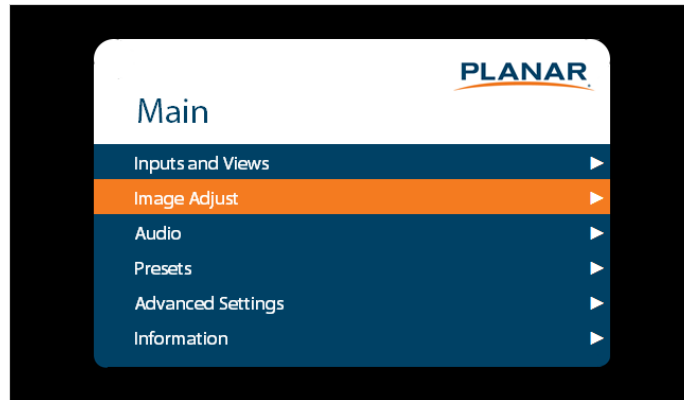 PLANAR
Main
Inputs and Views
Image Adjust
Audio
Presets
Advanced Settings
Information